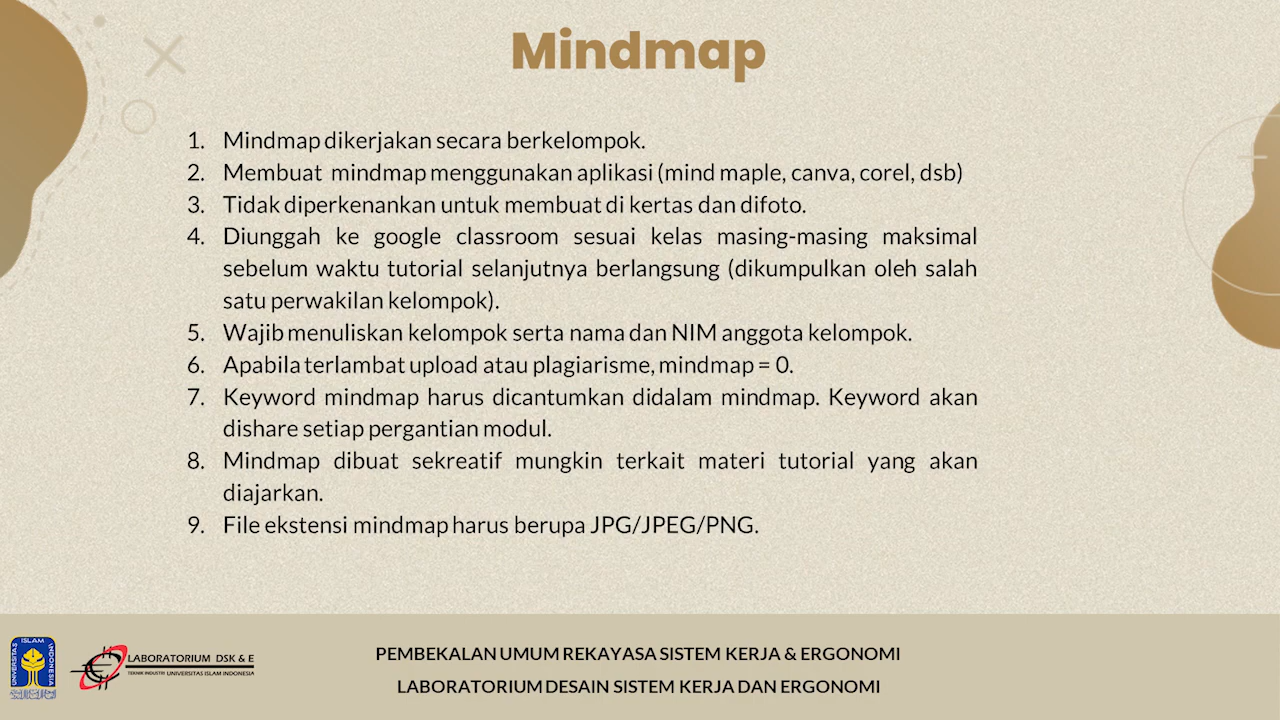 Mindmap
1. Mindmap dikerjakan secara berkelompok.
2. Membuat mindmap menggunakan aplikasi (mind maple, canva, corel, dsb)
3. Tidak diperkenankan untuk membuat di kertas dan difoto.
4. Diunggah ke google classroom sesuai kelas masing-masing maksimal
sebelum waktu tutorial selanjutnya berlangsung (dikumpulkan oleh salah
satu perwakilan kelompok).
5. Wajib menuliskan kelompok serta nama dan NIM anggota kelompok.
6. Apabila terlambat upload atau plagiarisme, mindmap = 0.
7. Keyword mindmap harus dicantumkan didalam mindmap. Keyword akan
dishare setiap pergantian modul.
8. Mindmap dibuat sekreatif mungkin terkait materi tutorial yang akan
diajarkan.
9. File ekstensi mindmap harus berupa JPG/JPEG/PNG.
UNIVERSITAS ISLAM INDONESIA
LABORATORIUM DSK & E
TEKNIK INDUSTRI UNIVERSITAS ISLAM INDONESIA
PEMBEKALAN UMUM REKAYASA SISTEM KERJA & ERGONOMI
LABORATORIUM DESAIN SISTEM KERJA DAN ERGONOMI